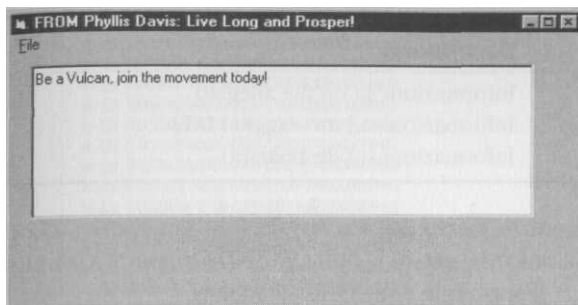 FROM Phyllis Davis: Live Long and Prosper!
File
Be a Vulcan, join the movement today!